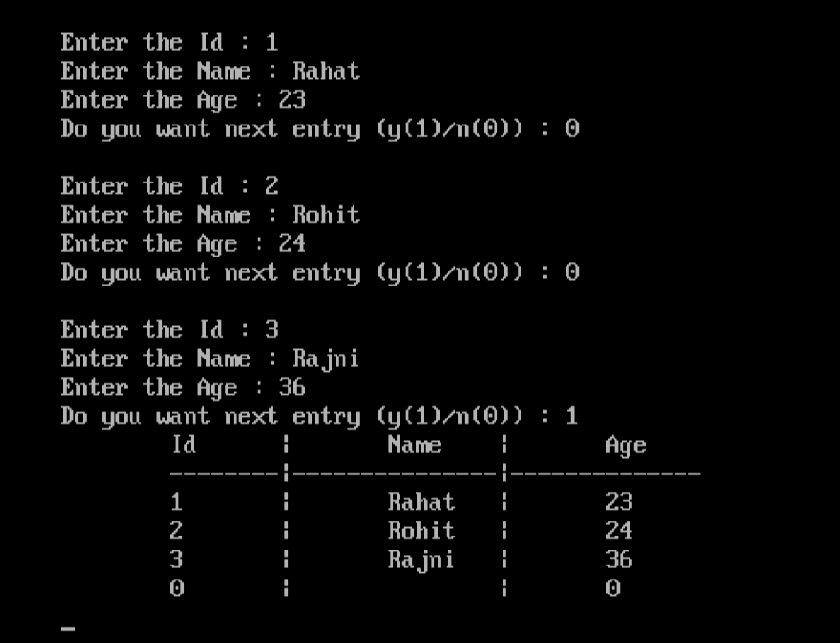 Enter the Id : 1
Enter the Name : Rahat
Enter the Age : 23
Do you want next entry (y(1)/n(0)) : 0
Enter the Id : 2
Enter the Name : Rohit
Enter the Age : 24
Do you want next entry (y(1)/n(0)) : 0
Enter the Id : 3
Enter the Name : Rajni
Enter the Age : 36
Do you want next entry (y(1)/n(0)) : 1
Id ¦ Name ¦ Age
--------¦---------------¦--------------
1 ¦ Rahat ¦ 23
2 ¦ Rohit ¦ 24
3 ¦ Rajni ¦ 36
0 ¦ ¦ 0
_